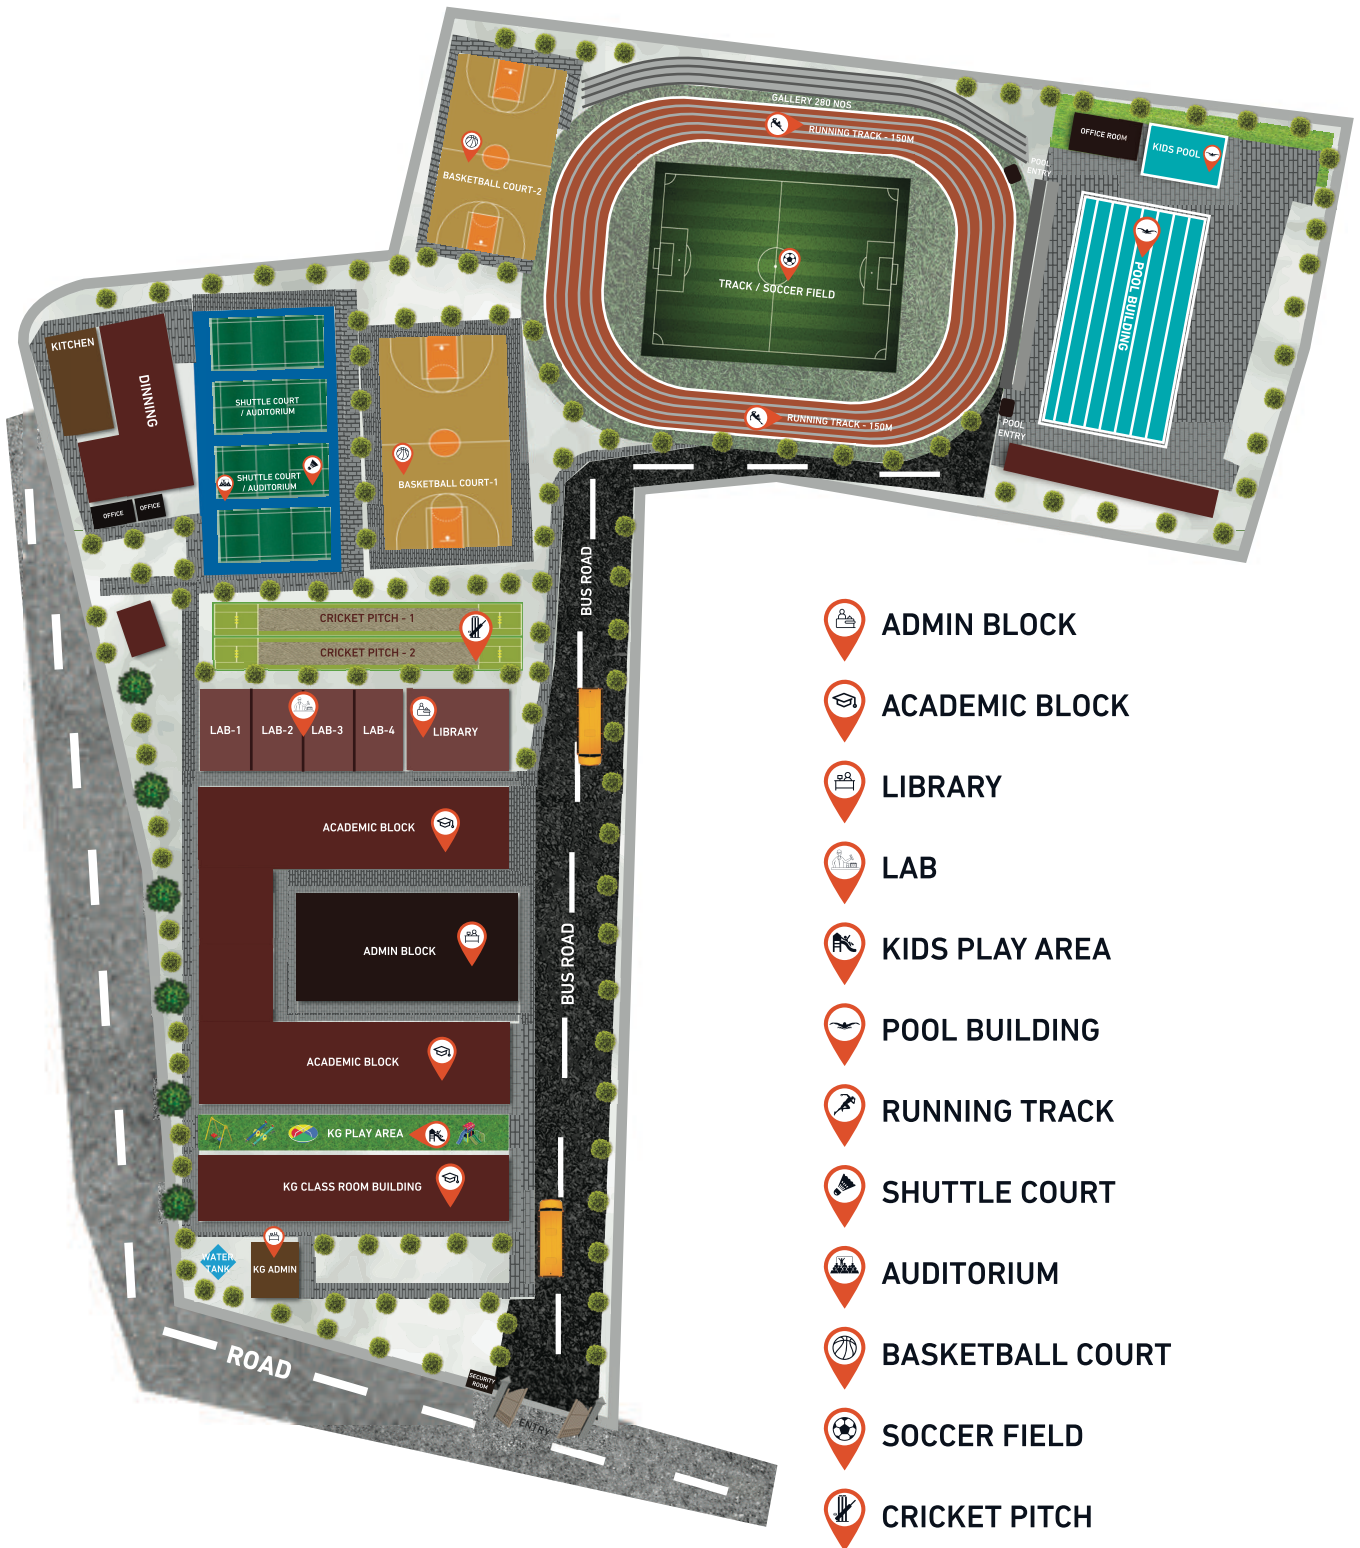 GALLERY 280 NOS
RUNNING TRACK - 150M
OFFICE ROOM
KIDS POOL
POOL
ENTRY
BASKETBALL COURT-2
TRACK / SOCCER FIELD
POOL BUILDING
KITCHEN
DINNING
SHUTTLE COURT
/ AUDITORIUM
RUNNING TRACK - 150M
POOL
ENTRY
SHUTTLE COURT
/ AUDITORIUM
BASKETBALL COURT-1
OFFICE
OFFICE
BUS ROAD
CRICKET PITCH - 1
CRICKET PITCH - 2
LAB-1
LAB-2
LAB-3
LAB-4
LIBRARY
ACADEMIC BLOCK
ADMIN BLOCK
BUS ROAD
ACADEMIC BLOCK
KG PLAY AREA
KG CLASS ROOM BUILDING
WATER
TANK
KG ADMIN
ROAD
SECURITY
ROOM
ENTRY
ADMIN BLOCK
ACADEMIC BLOCK
LIBRARY
LAB
KIDS PLAY AREA
POOL BUILDING
RUNNING TRACK
SHUTTLE COURT
AUDITORIUM
BASKETBALL COURT
SOCCER FIELD
CRICKET PITCH